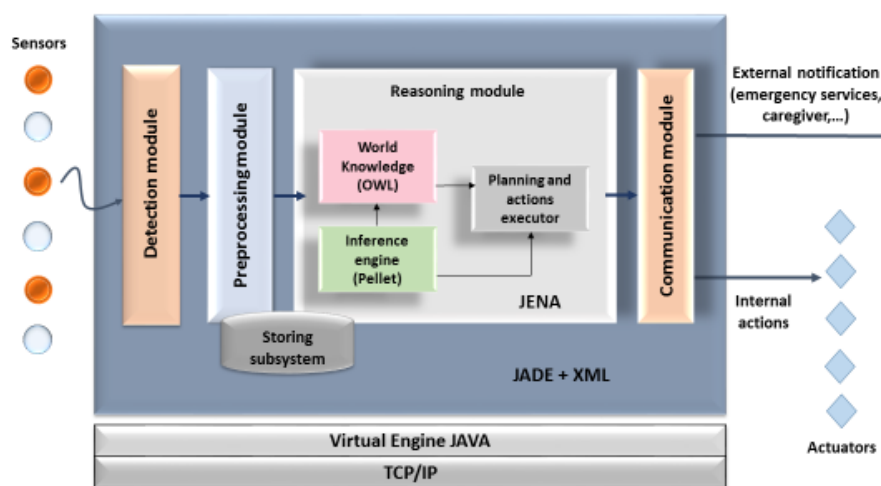 Sensors
Detection module
Preprocessing module
Reasoning module
World
Knowledge
(OWL)
Inference
engine
(Pellet)
Planning and
actions
executor
JENA
Storing
subsystem
JADE + XML
Communication module
External notification
(emergency services,
caregiver,...)
Internal
actions
Actuators
Virtual Engine JAVA
TCP/IP